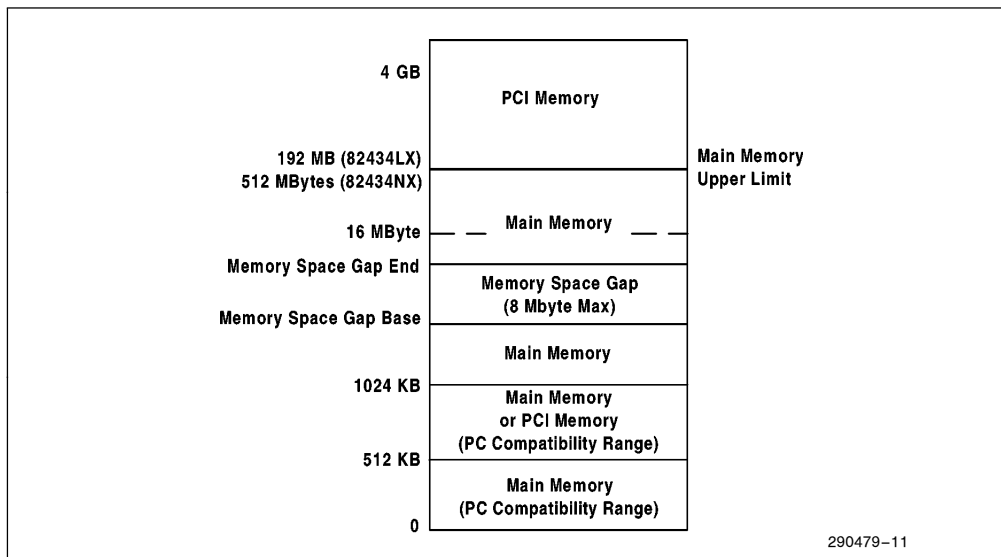 4 GB
PCI Memory
192 MB (82434LX)
512 MBytes (82434NX)
Main Memory
Upper Limit
Main Memory
16 MByte
Memory Space Gap End
Memory Space Gap
(8 Mbyte Max)
Memory Space Gap Base
Main Memory
1024 KB
Main Memory
or PCI Memory
(PC Compatibility Range)
512 KB
Main Memory
(PC Compatibility Range)
0
290479–11